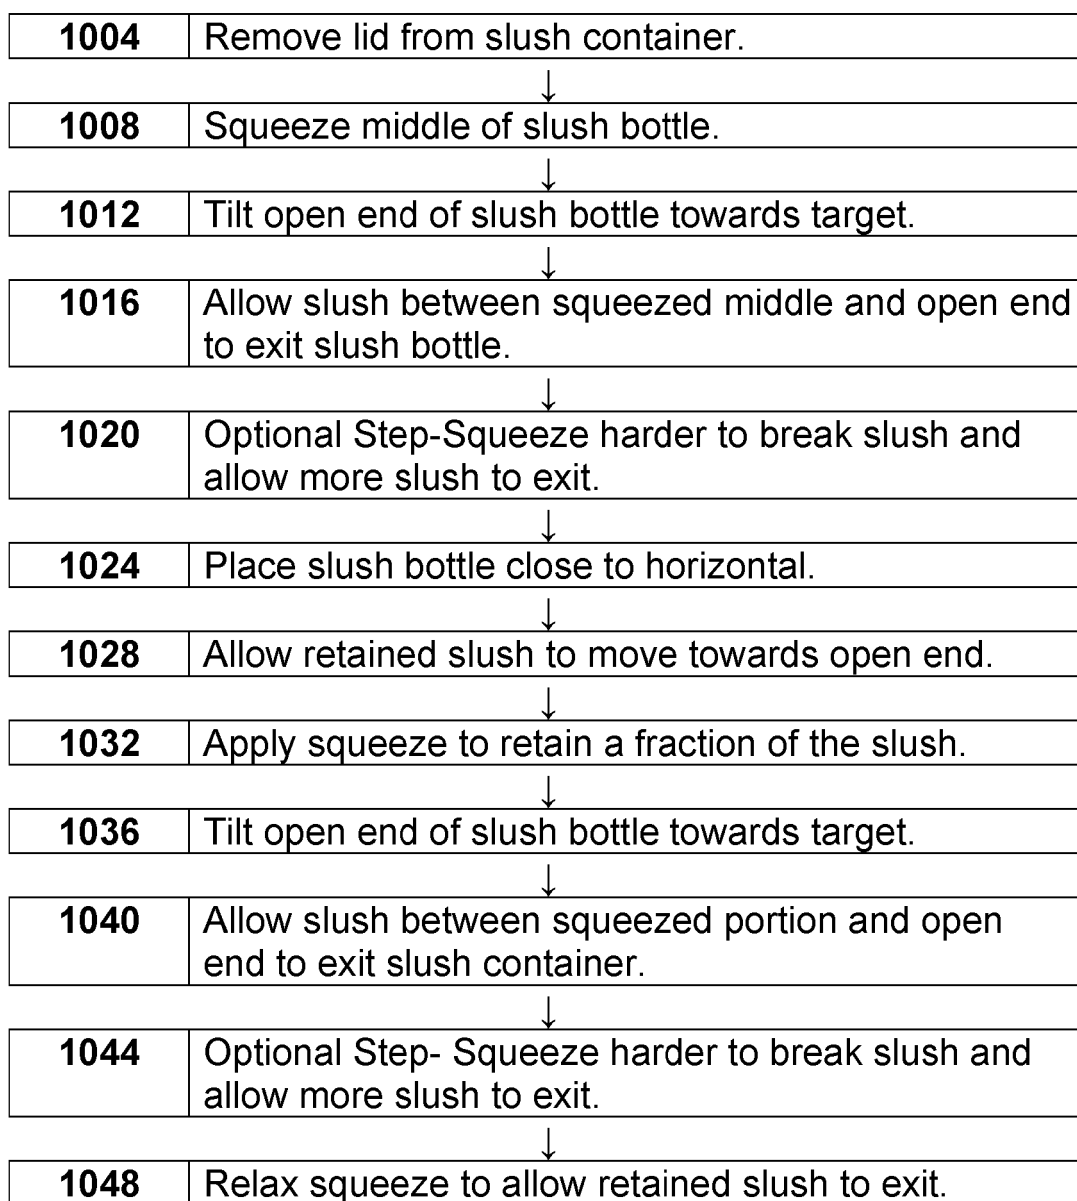 1004 Remove lid from slush container.
↓
1008 Squeeze middle of slush bottle.
↓
1012 Tilt open end of slush bottle towards target.
↓
1016 Allow slush between squeezed middle and open end
to exit slush bottle.
↓
1020 Optional Step-Squeeze harder to break slush and
allow more slush to exit.
↓
1024 Place slush bottle close to horizontal.
↓
1028 Allow retained slush to move towards open end.
↓
1032 Apply squeeze to retain a fraction of the slush.
↓
1036 Tilt open end of slush bottle towards target.
↓
1040 Allow slush between squeezed portion and open
end to exit slush container.
↓
1044 Optional Step- Squeeze harder to break slush and
allow more slush to exit.
↓
1048 Relax squeeze to allow retained slush to exit.